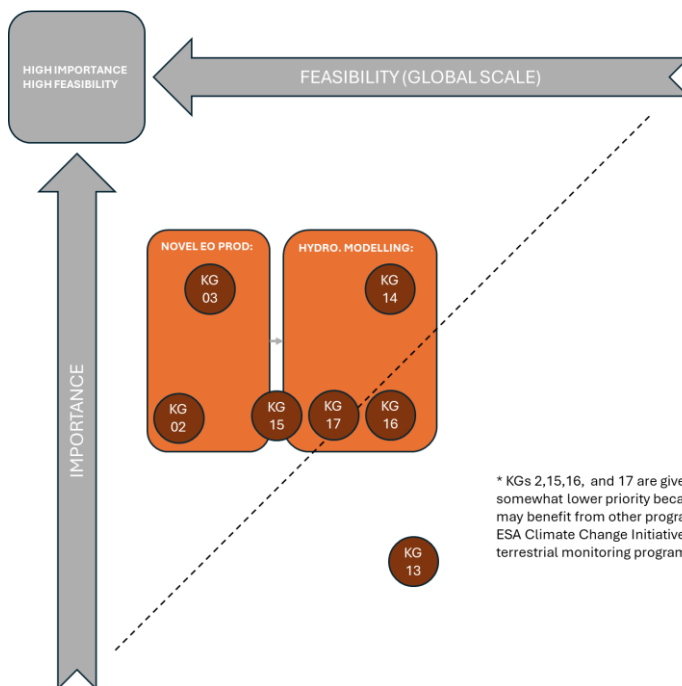 HIGH IMPORTANCE
HIGH FEASIBILITY
FEASIBILITY (GLOBAL SCALE)
IMPORTANCE
NOVEL EO PROD:
HYDRO. MODELLING:
KG
03
KG
14
KG
02
KG
15
KG
17
KG
16
* KGs 2,15,16, and 17 are give
somewhat lower priority beca
may benefit from other progra
ESA Climate Change Initiative
terrestrial monitoring program
KG
13